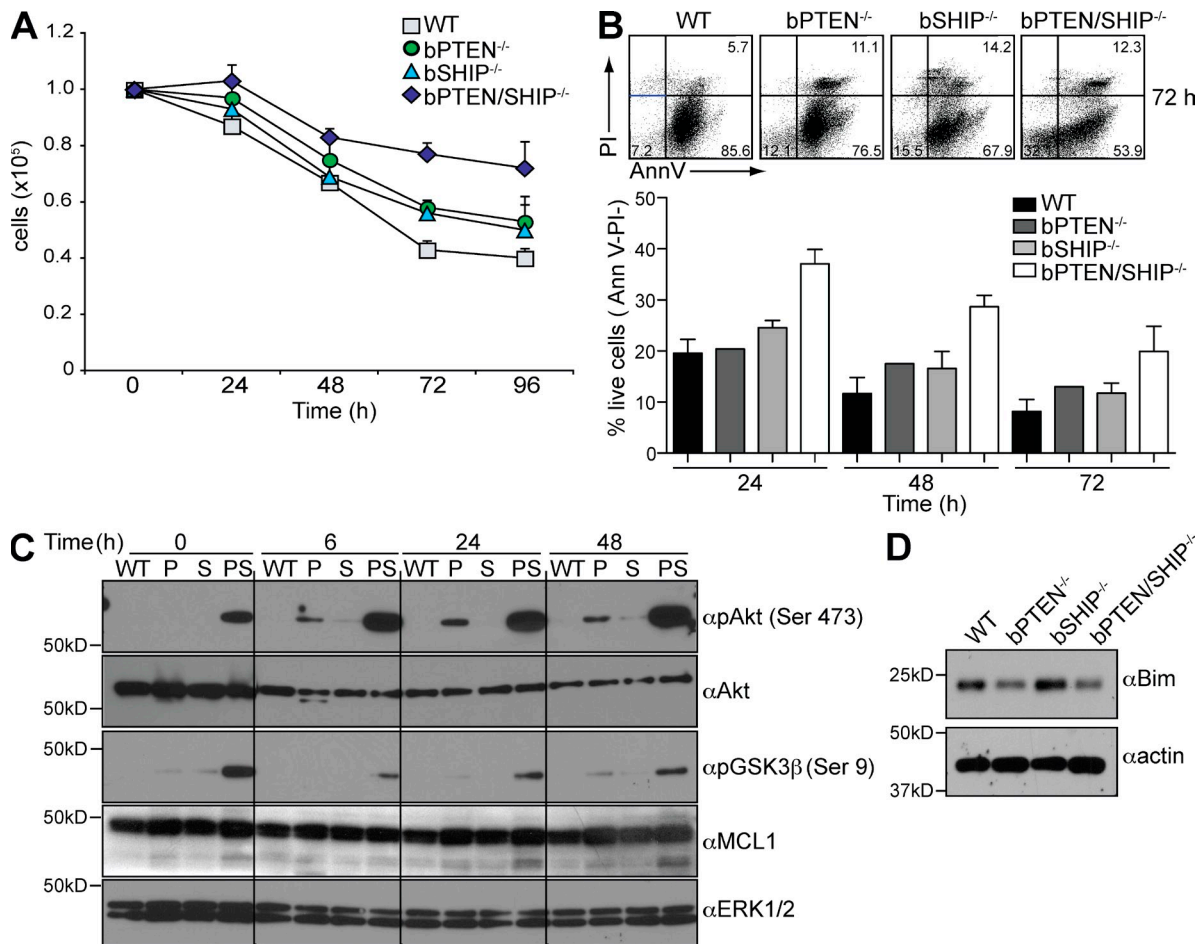 A
cells (x10⁵)
1.2
1.0
0.8
0.6
0.4
0.2
0
0 24 48 72 96
Time (h)
WT
bPTEN-/-
bSHIP-/-
bPTEN/SHIP-/-
B
WT bPTEN-/- bSHIP-/- bPTEN/SHIP-/-
5.7 11.1 14.2 12.3
PI
72 h
7.2 85.6 12.1 76.5 15.5 67.9 53.9
AnnV
% live cells ( Ann V-PI-)
50
40
30
20
10
0
WT
bPTEN-/-
bSHIP-/-
bPTEN/SHIP-/-
24 48 72
Time (h)
C
Time (h) 0 6 24 48
WT P S PS WT P S PS WT P S PS WT P S PS
αpAkt (Ser 473)
50kD
αAkt
50kD
50kD
αpGSK3β (Ser 9)
50kD
αMCL1
50kD
αERK1/2
D
WT bPTEN-/- bSHIP-/- bPTEN/SHIP-/-
25kD
αBim
50kD
αactin
37kD